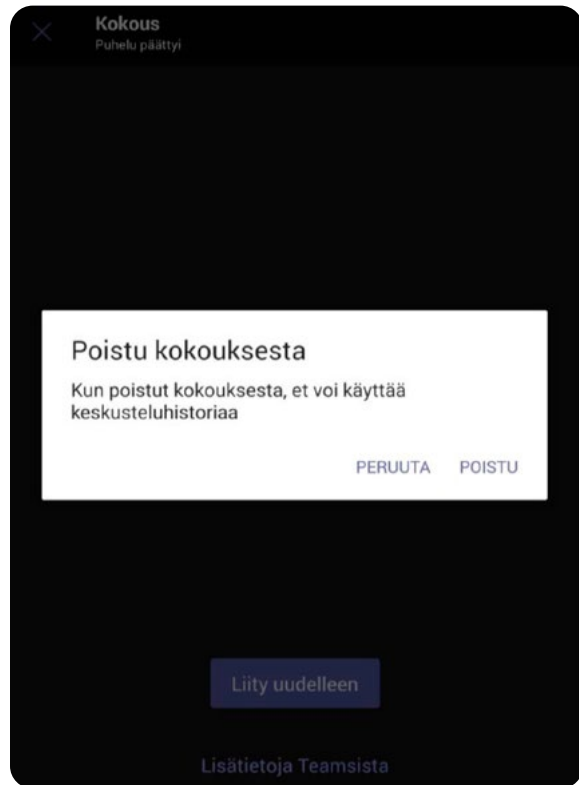 Kokous
Puhelu päättyi
Poistu kokouksesta
Kun poistut kokouksesta, et voi käyttää
keskusteluhistoriaa
PERUUTA POISTU
Liity uudelleen
Lisätietoja Teamsista